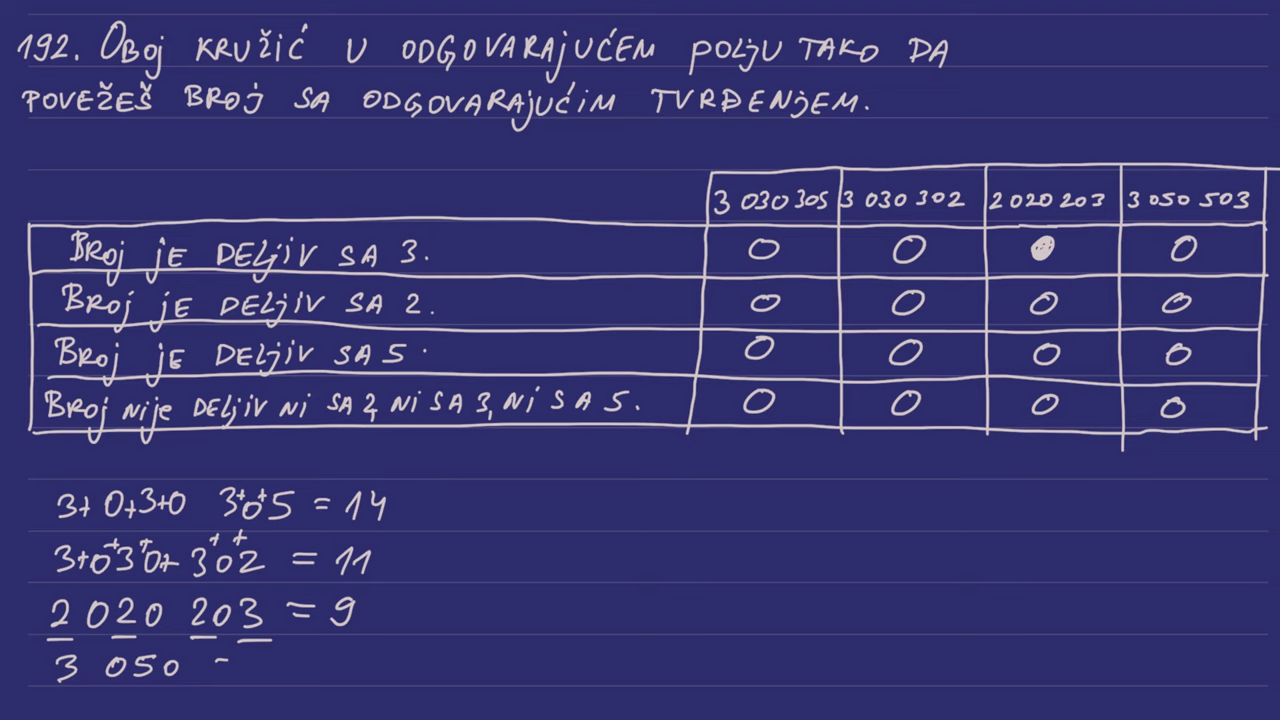 192. OBOJ KRUŽIĆ U ODGOVARAJUĆEM POLJU TAKO DA
POVEŽEŠ BROJ SA ODGOVARAJUĆIM TVRĐENJEM.
3 030 305 3 030 302 2 020 203 3 050 503
BROJ JE DELJIV SA 3. O O O O
BROJ JE DELJIV SA 2. O O O O
BROJ JE DELJIV SA 5. O O O O
BROJ NIJE DELJIV NI SA 2, NI SA 3, NI SA 5. O O O O
3+0+3+0 3+0+5 = 14
3+0+3+0+3+0+2 = 11
2 020 203 = 9
3 050 -